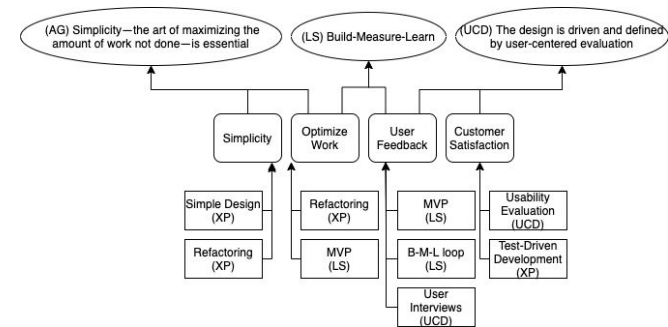 (AG) Simplicity—the art of maximizing the
amount of work not done—is essential
(LS) Build-Measure-Learn
(UCD) The design is driven and defined
by user-centered evaluation
Simplicity
Optimize
Work
User
Feedback
Customer
Satisfaction
Simple Design
(XP)
Refactoring
(XP)
MVP
(LS)
Usability
Evaluation
(UCD)
Refactoring
(XP)
MVP
(LS)
B-M-L loop
(LS)
Test-Driven
Development
(XP)
User
Interviews
(UCD)